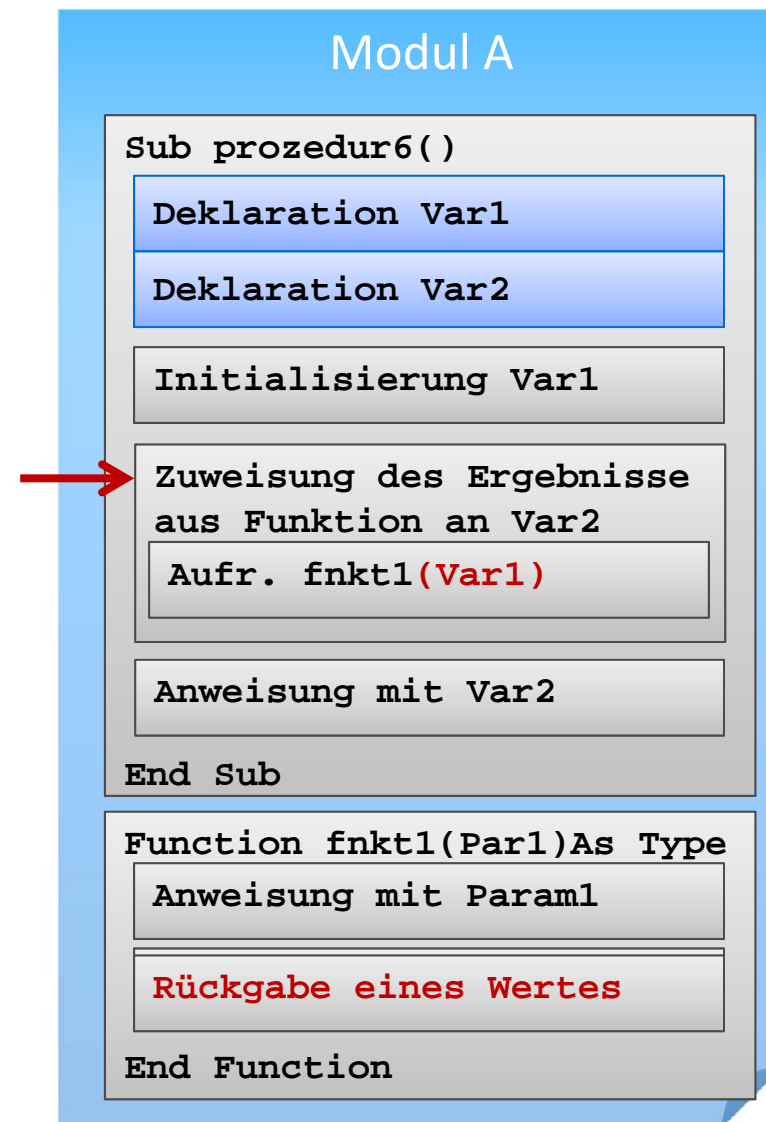 Modul A
Sub prozedur6()
Deklaration Var1
Deklaration Var2
Initialisierung Var1
Zuweisung des Ergebnisse
aus Funktion an Var2
Aufr. fnkt1(Var1)
Anweisung mit Var2
End Sub
Function fnkt1(Par1)As Type
Anweisung mit Param1
Rückgabe eines Wertes
End Function